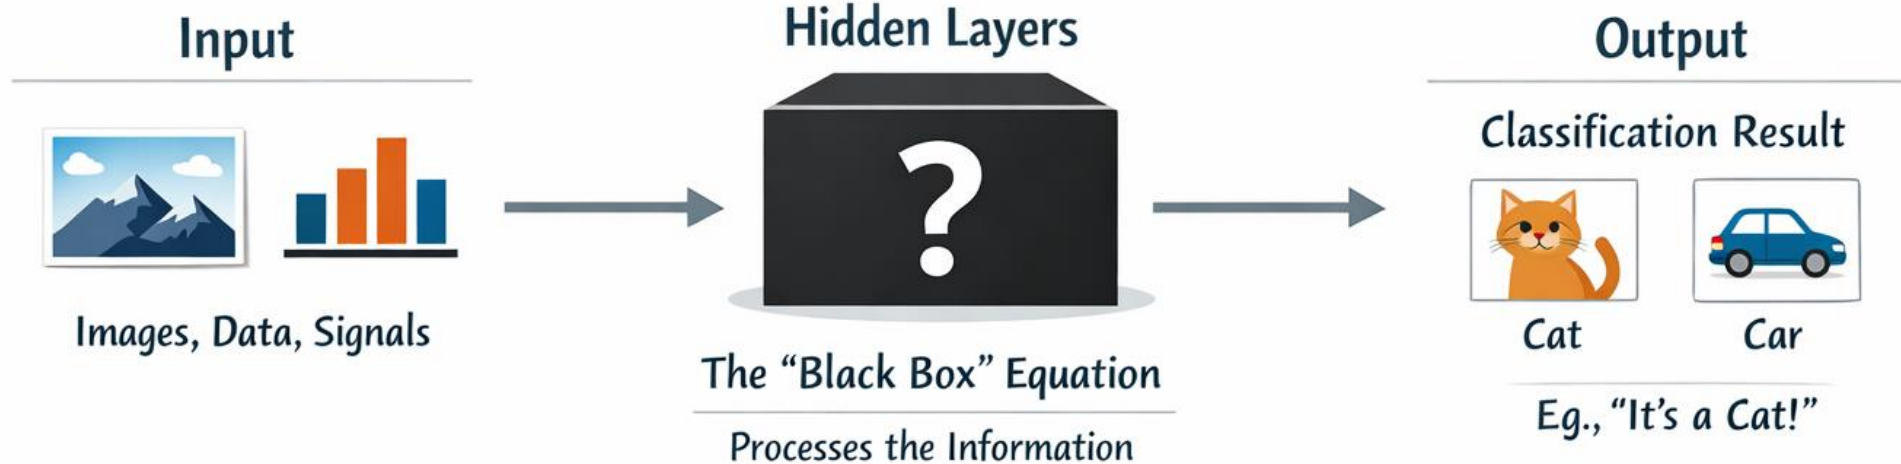 Input
Images, Data, Signals
Hidden Layers
?
The “Black Box” Equation
Processes the Information
Output
Classification Result
Cat
Car
Eg., “It’s a Cat!”